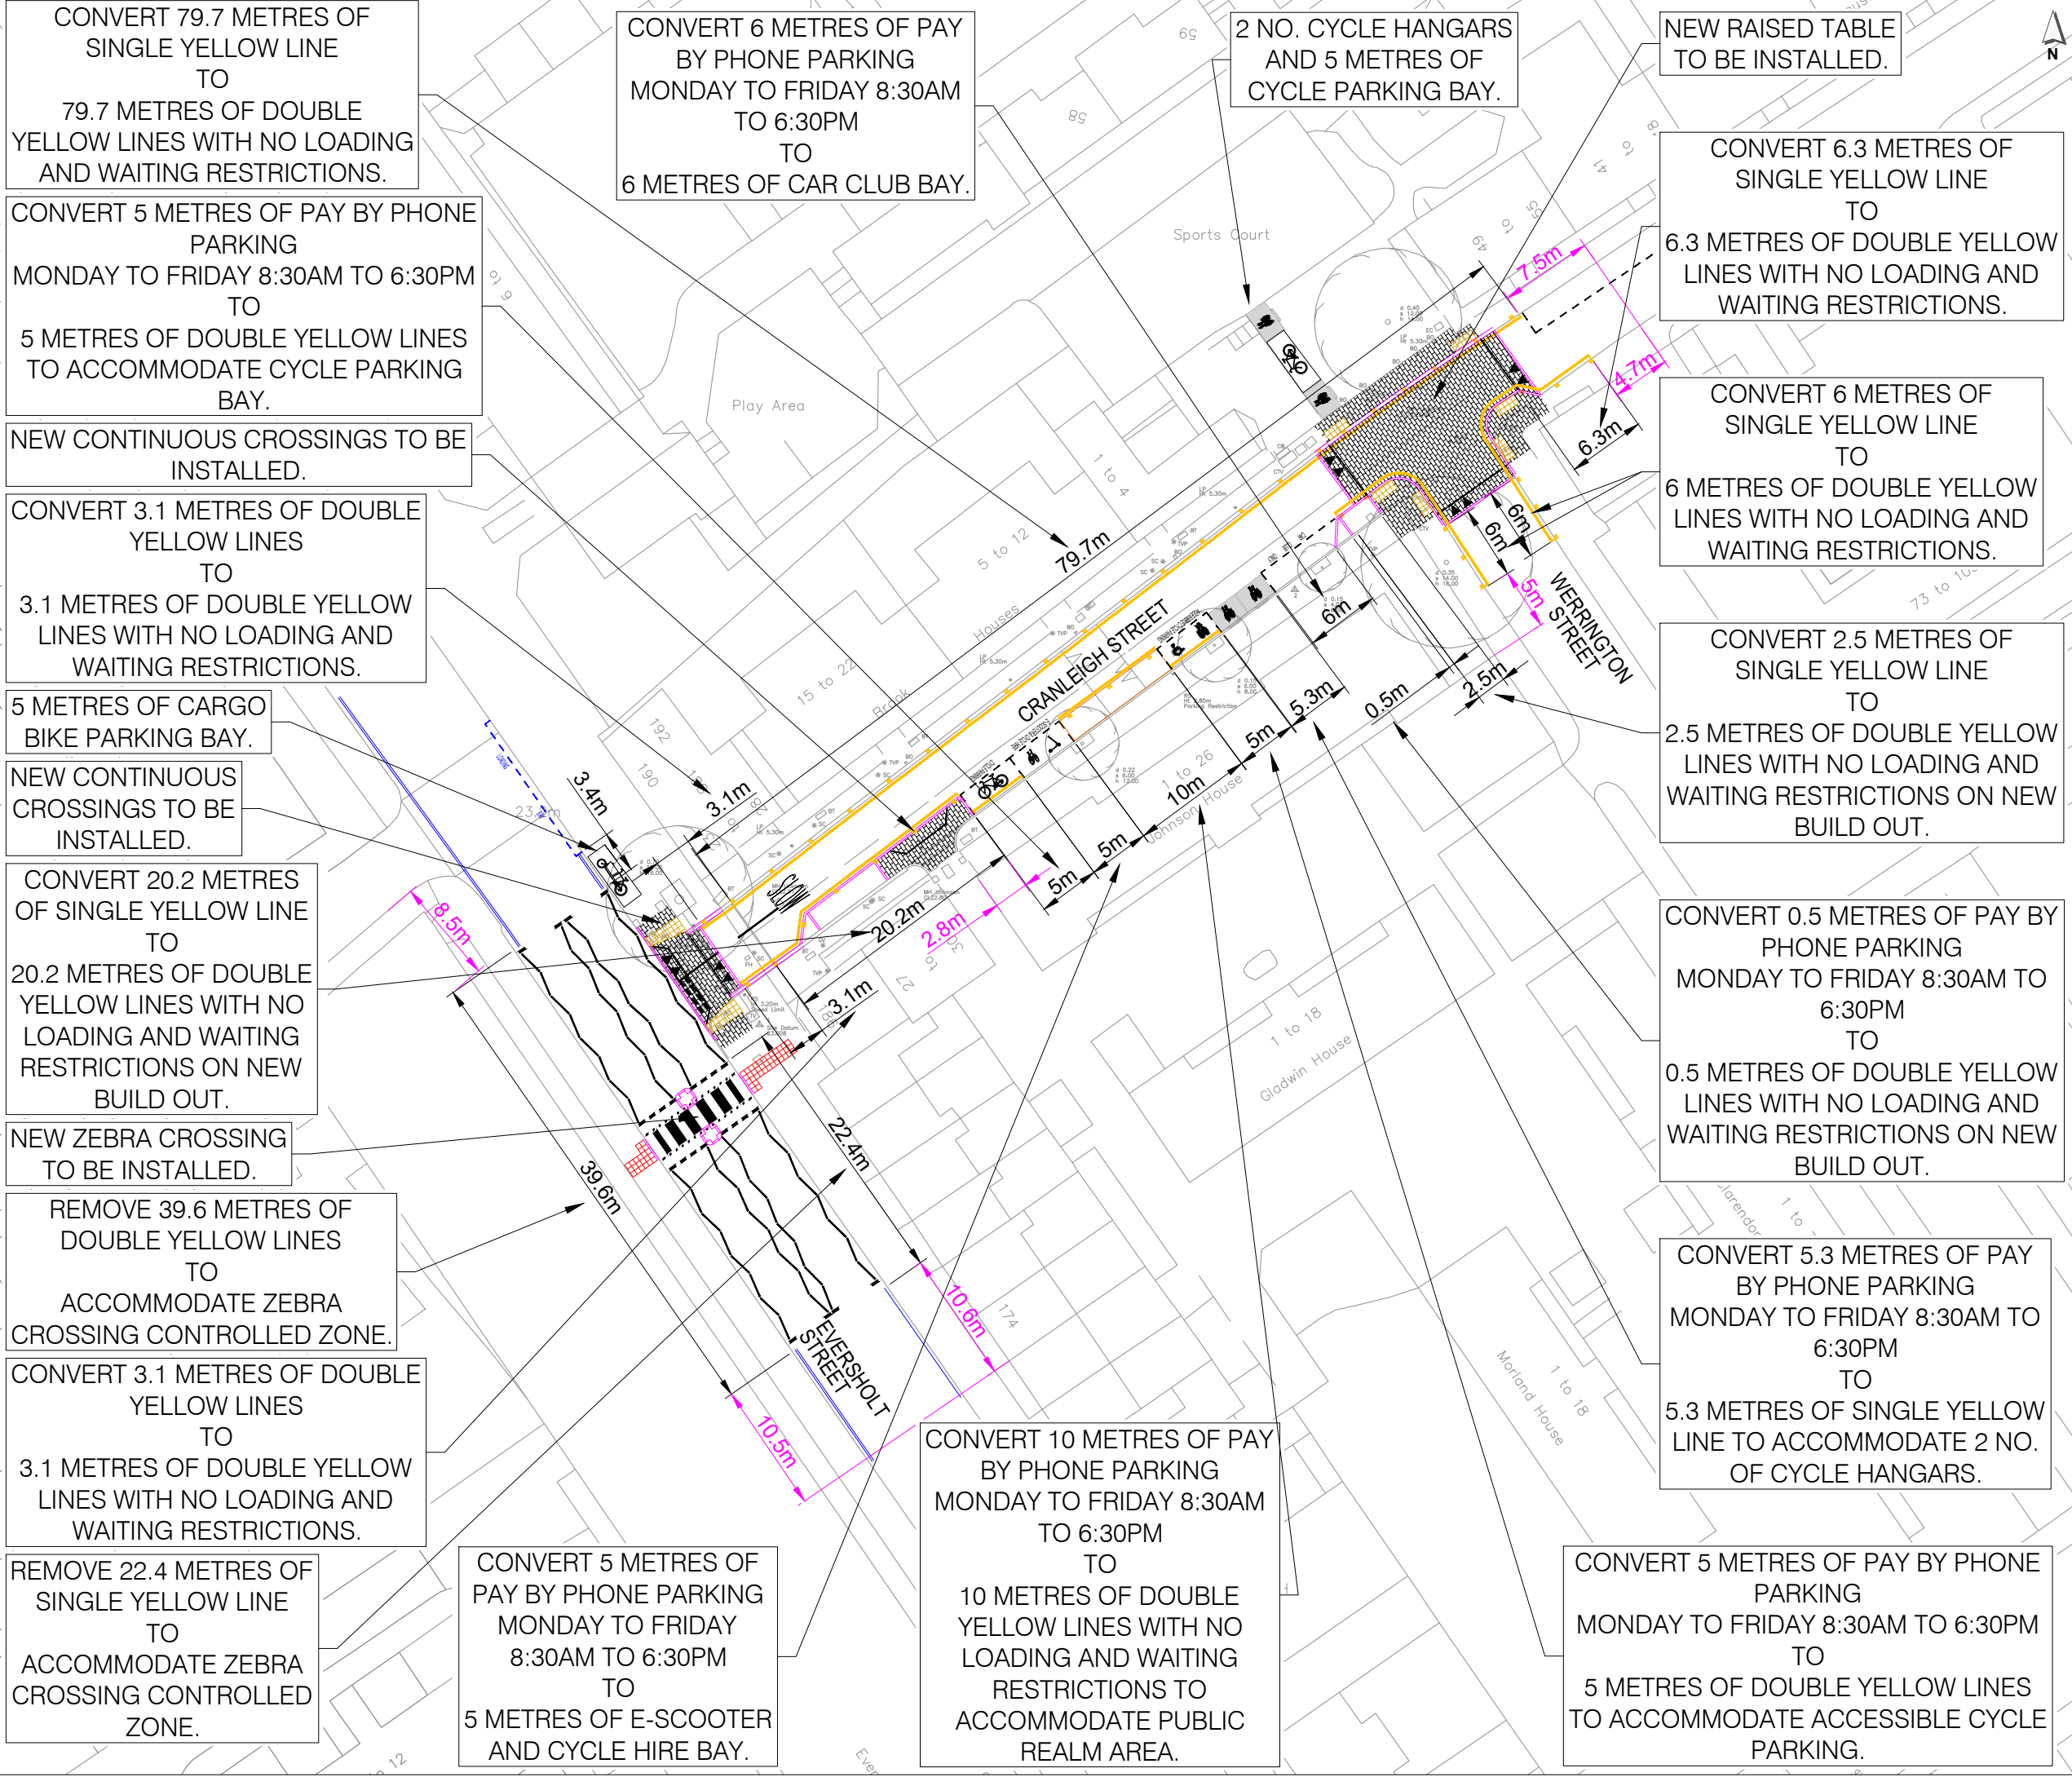 CONVERT 79.7 METRES OF
SINGLE YELLOW LINE
TO
79.7 METRES OF DOUBLE
YELLOW LINES WITH NO LOADING
AND WAITING RESTRICTIONS.
CONVERT 5 METRES OF PAY BY PHONE
PARKING
MONDAY TO FRIDAY 8:30AM TO 6:30PM
TO
5 METRES OF DOUBLE YELLOW LINES
TO ACCOMMODATE CYCLE PARKING
BAY.
NEW CONTINUOUS CROSSINGS TO BE
INSTALLED.
CONVERT 3.1 METRES OF DOUBLE
YELLOW LINES
TO
3.1 METRES OF DOUBLE YELLOW
LINES WITH NO LOADING AND
WAITING RESTRICTIONS.
5 METRES OF CARGO
BIKE PARKING BAY.
NEW CONTINUOUS
CROSSINGS TO BE
INSTALLED.
CONVERT 20.2 METRES
OF SINGLE YELLOW LINE
TO
20.2 METRES OF DOUBLE
YELLOW LINES WITH NO
LOADING AND WAITING
RESTRICTIONS ON NEW
BUILD OUT.
NEW ZEBRA CROSSING
TO BE INSTALLED.
REMOVE 39.6 METRES OF
DOUBLE YELLOW LINES
TO
ACCOMMODATE ZEBRA
CROSSING CONTROLLED ZONE.
CONVERT 3.1 METRES OF DOUBLE
YELLOW LINES
TO
3.1 METRES OF DOUBLE YELLOW
LINES WITH NO LOADING AND
WAITING RESTRICTIONS.
REMOVE 22.4 METRES OF
SINGLE YELLOW LINE
TO
ACCOMMODATE ZEBRA
CROSSING CONTROLLED
ZONE.
CONVERT 6 METRES OF PAY
BY PHONE PARKING
MONDAY TO FRIDAY 8:30AM
TO 6:30PM
TO
6 METRES OF CAR CLUB BAY.
2 NO. CYCLE HANGARS
AND 5 METRES OF
CYCLE PARKING BAY.
NEW RAISED TABLE
TO BE INSTALLED.
N
CONVERT 6.3 METRES OF
SINGLE YELLOW LINE
TO
6.3 METRES OF DOUBLE YELLOW
LINES WITH NO LOADING AND
WAITING RESTRICTIONS.
CONVERT 6 METRES OF
SINGLE YELLOW LINE
TO
6 METRES OF DOUBLE YELLOW
LINES WITH NO LOADING AND
WAITING RESTRICTIONS.
CONVERT 2.5 METRES OF
SINGLE YELLOW LINE
TO
2.5 METRES OF DOUBLE YELLOW
LINES WITH NO LOADING AND
WAITING RESTRICTIONS ON NEW
BUILD OUT.
CONVERT 0.5 METRES OF PAY BY
PHONE PARKING
MONDAY TO FRIDAY 8:30AM TO
6:30PM
TO
0.5 METRES OF DOUBLE YELLOW
LINES WITH NO LOADING AND
WAITING RESTRICTIONS ON NEW
BUILD OUT.
CONVERT 5.3 METRES OF PAY
BY PHONE PARKING
MONDAY TO FRIDAY 8:30AM TO
6:30PM
TO
5.3 METRES OF SINGLE YELLOW
LINE TO ACCOMMODATE 2 NO.
OF CYCLE HANGARS.
CONVERT 5 METRES OF PAY BY PHONE
PARKING
MONDAY TO FRIDAY 8:30AM TO 6:30PM
TO
5 METRES OF DOUBLE YELLOW LINES
TO ACCOMMODATE ACCESSIBLE CYCLE
PARKING.
CONVERT 10 METRES OF PAY
BY PHONE PARKING
MONDAY TO FRIDAY 8:30AM
TO 6:30PM
TO
10 METRES OF DOUBLE
YELLOW LINES WITH NO
LOADING AND WAITING
RESTRICTIONS TO
ACCOMMODATE PUBLIC
REALM AREA.
CONVERT 5 METRES OF
PAY BY PHONE PARKING
MONDAY TO FRIDAY
8:30AM TO 6:30PM
TO
5 METRES OF E-SCOOTER
AND CYCLE HIRE BAY.
59
58
Sports Court
Play Area
1 to 4
5 to 12
15 to 22
Brook
Houses
192
190
49 to 55
73 to 10
1 to 26
Johnson House
27 to 30
1 to 18
Gladwin House
Morland House
1 to 18
174
CRANLEIGH STREET
WERRINGTON
STREET
EVERSHOLT
STREET
79.7m
7.5m
4.7m
6.3m
6m
6m
5m
2.5m
0.5m
6m
5.3m
5m
10m
5m
5m
2.8m
20.2m
3.1m
3.1m
3.4m
8.5m
39.6m
22.4m
10.6m
10.5m